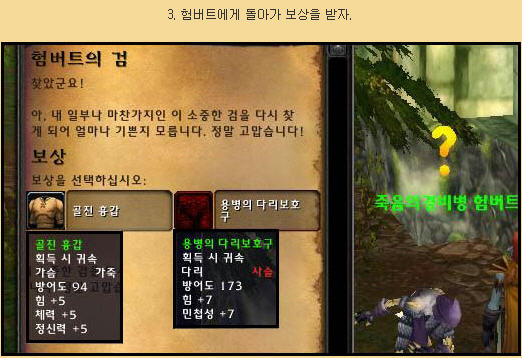 3. 험버트에게 돌아가 보상을 받자.
험버트의 검
찾았군요!
아, 내 일부나 마찬가지인 이 소중한 검을 다시 찾
게 되어 얼마나 기쁜지 모릅니다. 정말 고맙습니다!
보상
보상을 선택하십시오:
골진 흉갑
용병의 다리보호
구
골진 흉갑
획득 시 귀속
가슴 가죽
방어도 94
힘 +5
체력 +5
정신력 +5
용병의 다리보호구
획득 시 귀속
다리 사슬
방어도 173
힘 +7
민첩성 +7
죽음의경비병 험버트